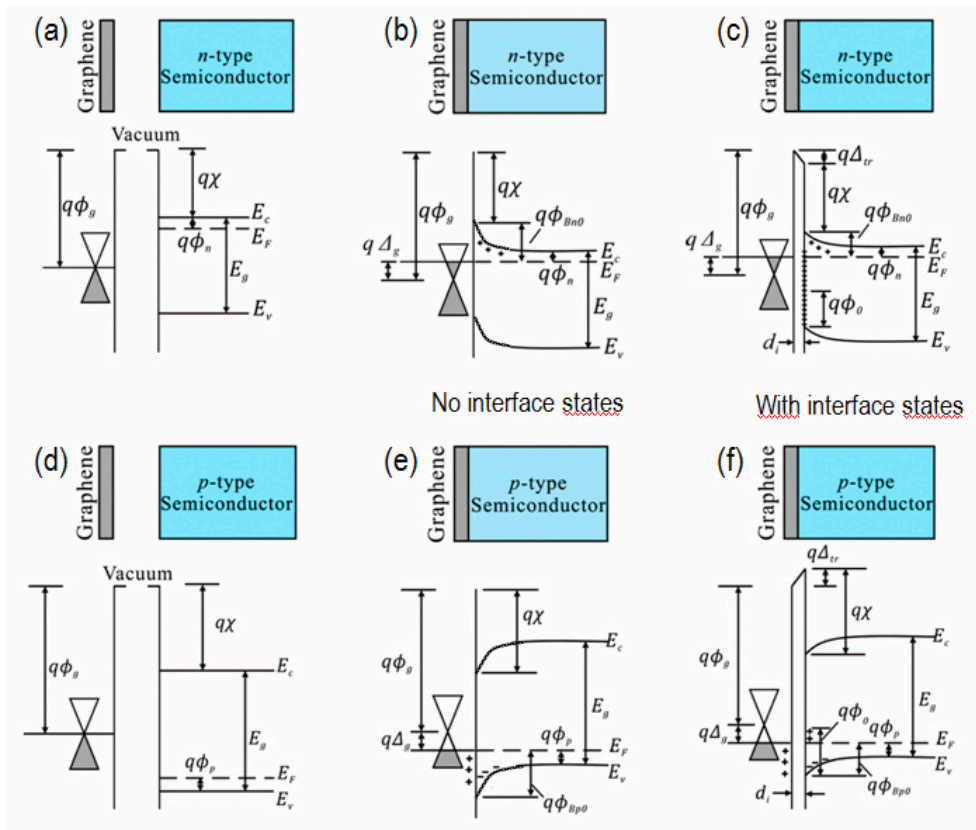 (a)
Graphene
n-type
Semiconductor
Vacuum
qϕg
qχ
Ec
EF
qϕn
Eg
Ev
(b)
Graphene
n-type
Semiconductor
qϕg
qχ
qϕBn0
q Δg
Ec
EF
qϕn
Eg
Ev
No interface states
(c)
Graphene
n-type
Semiconductor
qΔtr
qχ
qϕg
qϕBn0
q Δg
Ec
EF
qϕn
qϕ0
Eg
di
Ev
With interface states
(d)
Graphene
p-type
Semiconductor
Vacuum
qχ
qϕg
Ec
Eg
qϕp
EF
Ev
(e)
Graphene
p-type
Semiconductor
qχ
Ec
qϕg
Eg
qΔg
qϕp
EF
Ev
qϕBp0
(f)
Graphene
p-type
Semiconductor
qΔtr
qχ
Ec
qϕg
Eg
qϕ0
qϕp
qΔg
EF
Ev
di
qϕBp0